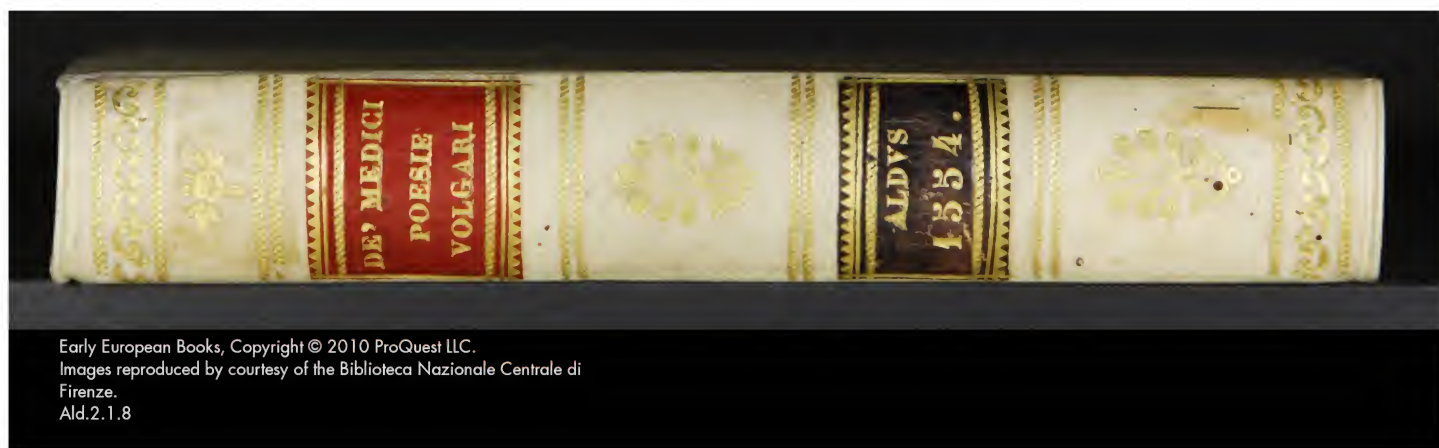 DE' MEDICI
POESIE
VOLGARI
ALDVS
1554.
Early European Books, Copyright © 2010 ProQuest LLC.
Images reproduced by courtesy of the Biblioteca Nazionale Centrale di
Firenze.
Ald.2.1.8